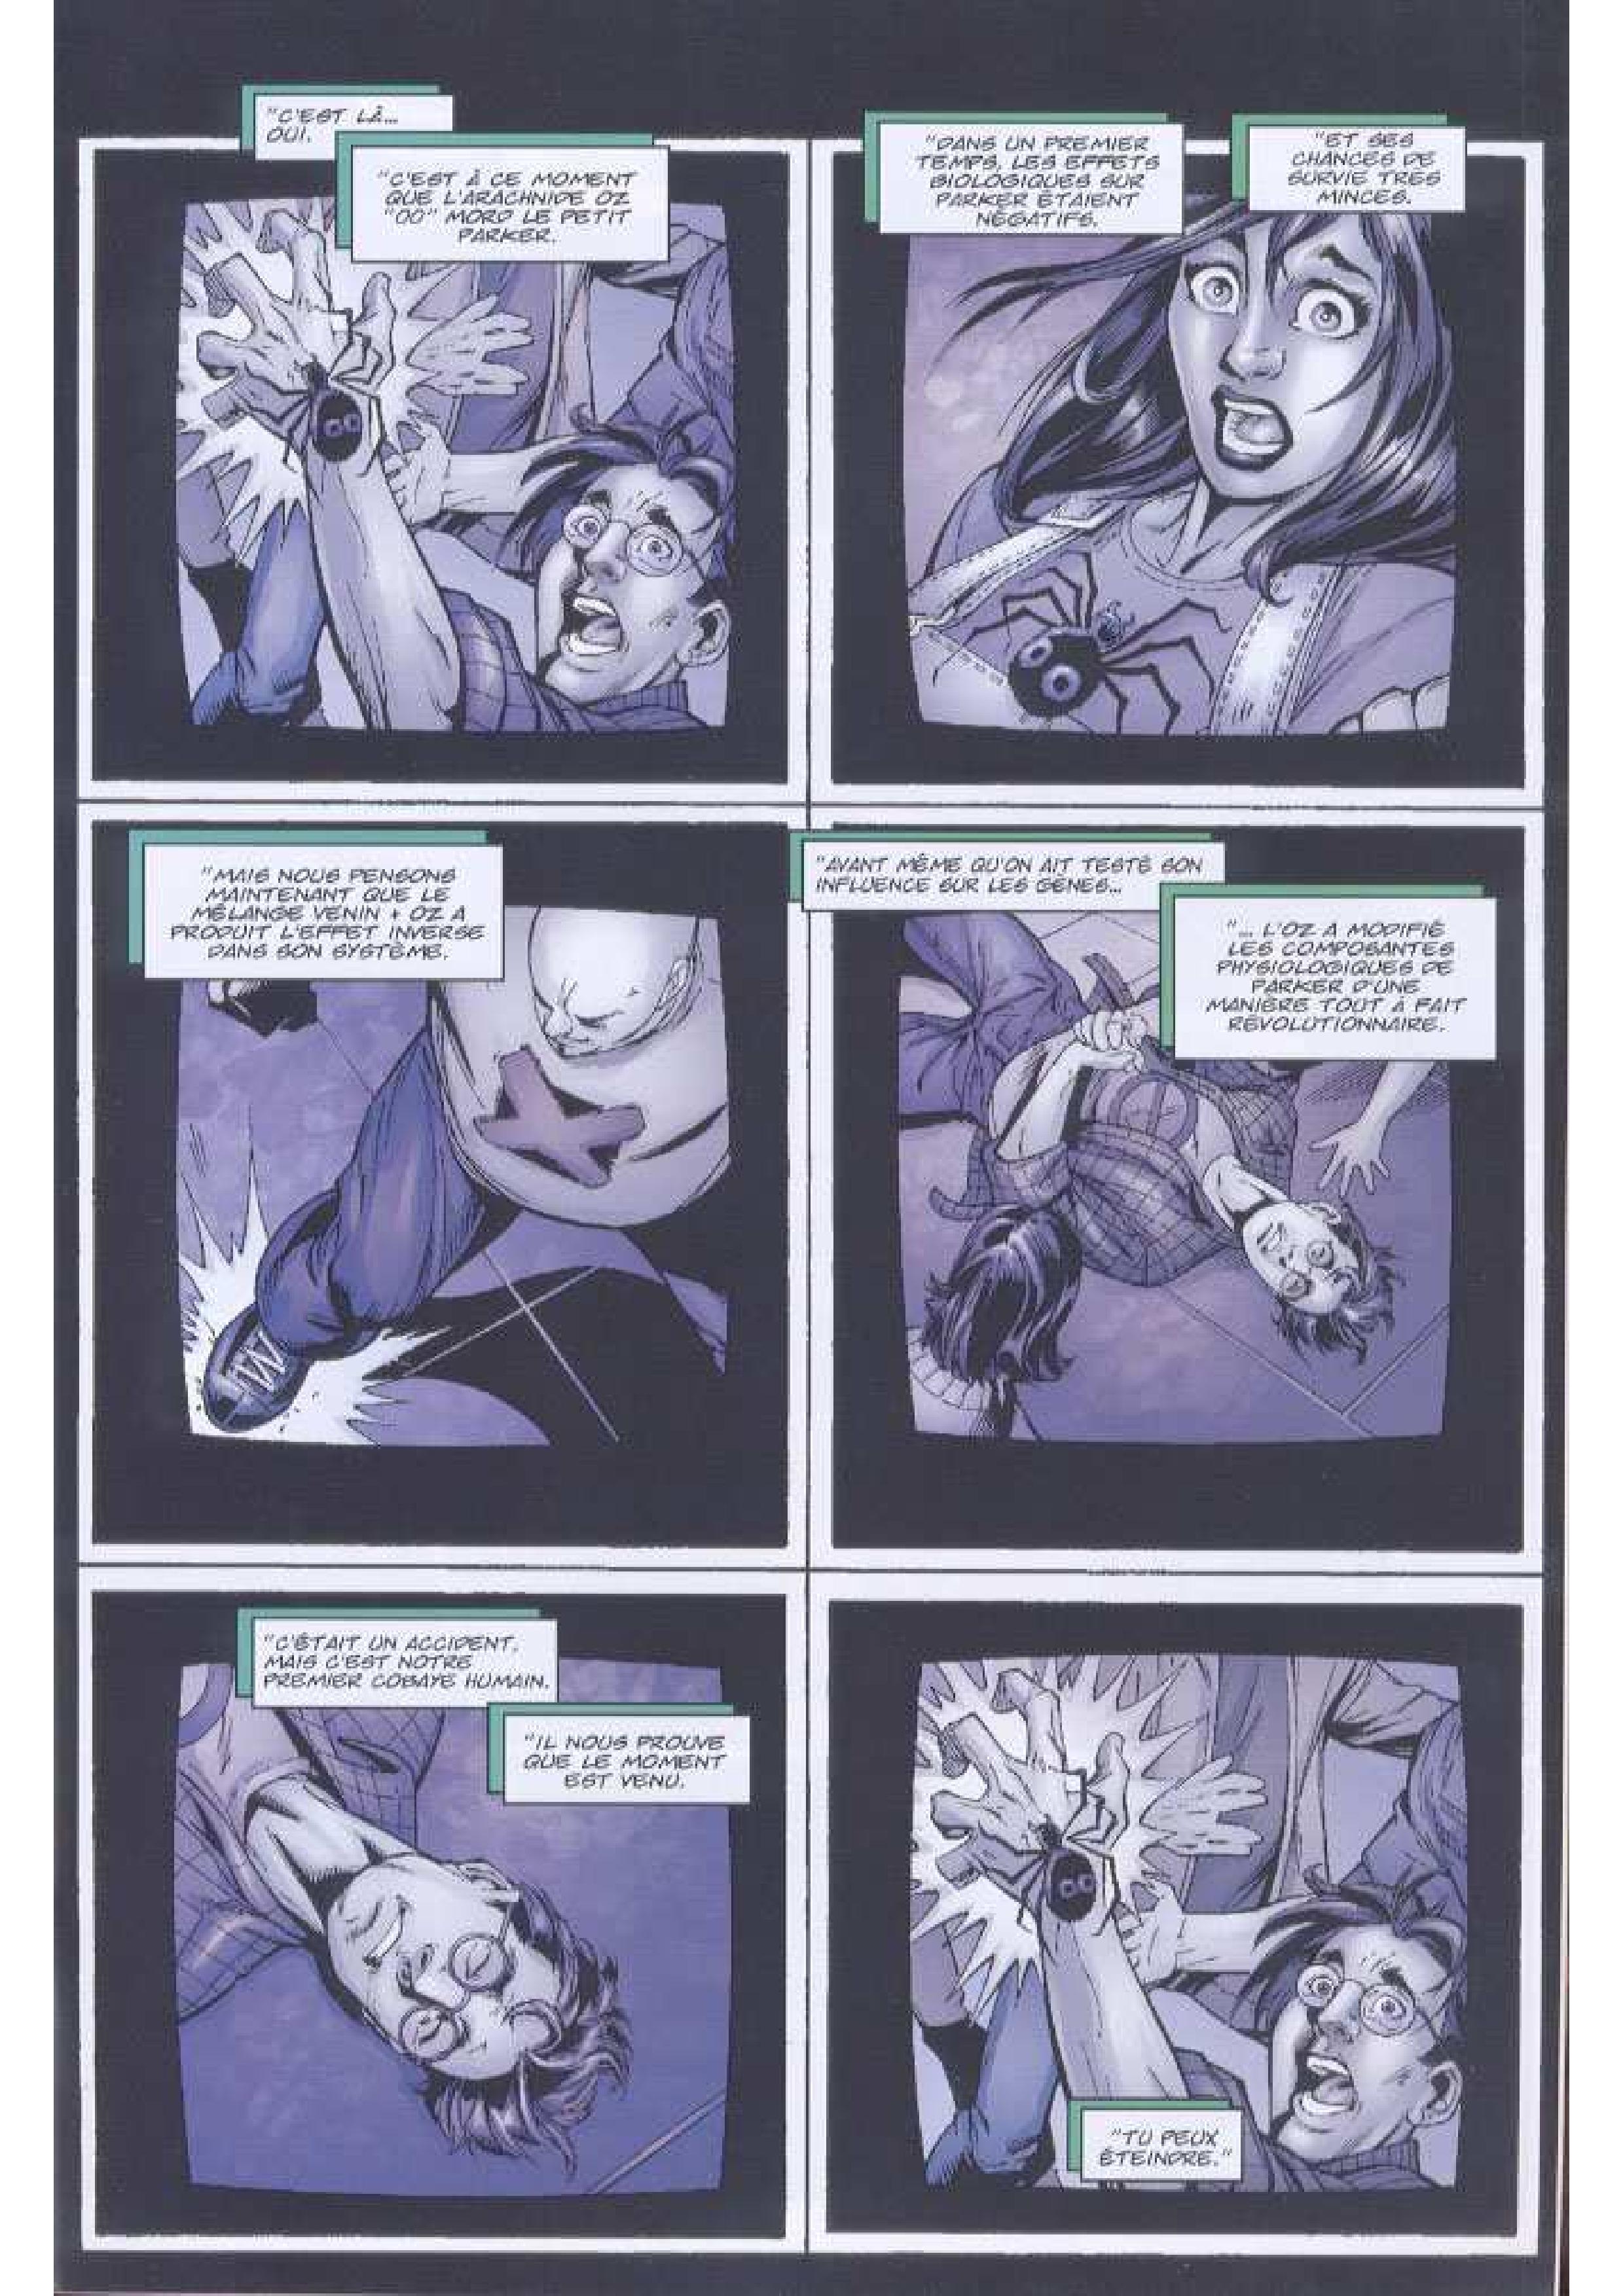 "C'EST LÀ...
OUI.
"C'EST À CE MOMENT
QUE L'ARACHNIDE OZ
"OO" MORD LE PETIT
PARKER.
"DANS UN PREMIER
TEMPS, LES EFFETS
BIOLOGIQUES SUR
PARKER ÉTAIENT
NÉGATIFS.
"ET SES
CHANCES DE
SURVIE TRES
MINCES.
"MAIS NOUS PENSONS
MAINTENANT QUE LE
MÉLANGE VENIN + OZ A
PRODUIT L'EFFET INVERSE
DANS SON SYSTÈME.
"AVANT MÊME QU'ON AIT TESTÉ SON
INFLUENCE SUR LES GÈNES...
"... L'OZ A MODIFIÉ
LES COMPOSANTES
PHYSIOLOGIQUES DE
PARKER D'UNE
MANIÈRE TOUT A FAIT
RÉVOLUTIONNAIRE.
"C'ÉTAIT UN ACCIDENT.
MAIS C'EST NOTRE
PREMIER COBAYE HUMAIN.
"IL NOUS PROUVE
QUE LE MOMENT
EST VENU.
"TU PEUX
ÉTEINDRE."